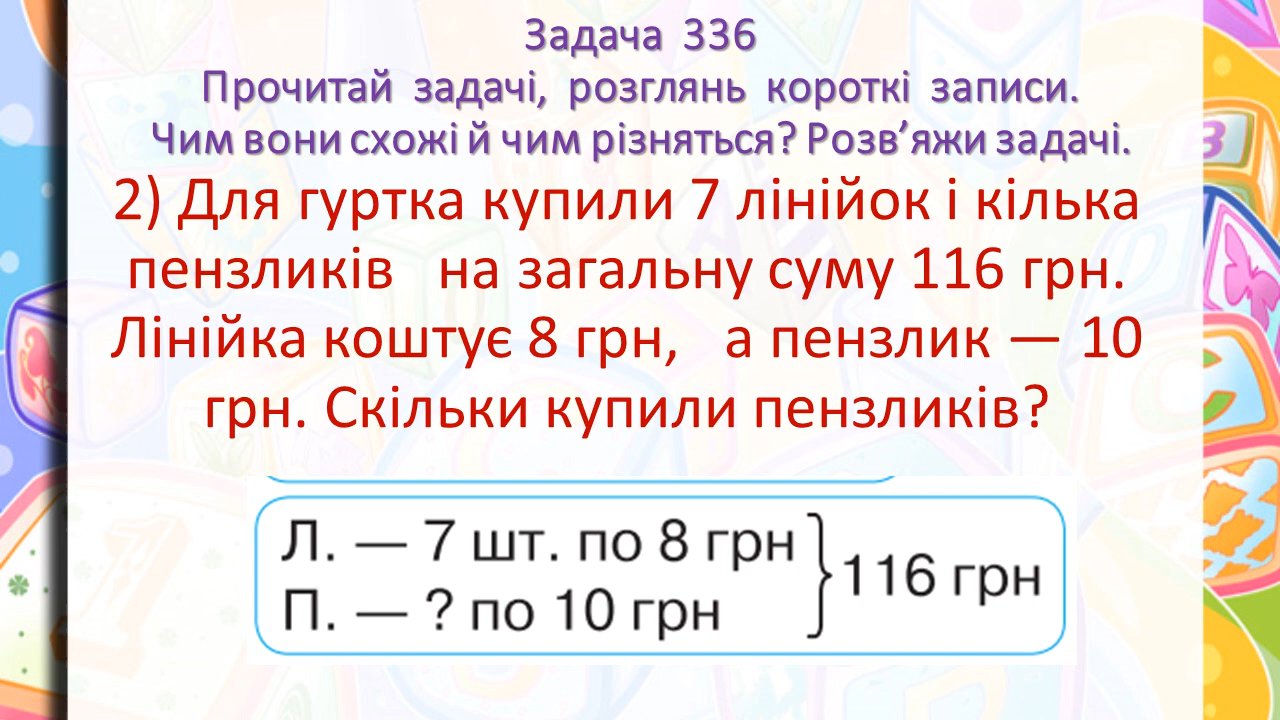 Задача 336
Прочитай задачі, розглянь короткі записи.
Чим вони схожі й чим різняться? Розв’яжи задачі.
2) Для гуртка купили 7 лінійок і кілька
пензликів на загальну суму 116 грн.
Лінійка коштує 8 грн, а пензлик — 10
грн. Скільки купили пензликів?
Л. — 7 шт. по 8 грн
П. — ? по 10 грн
116 грн